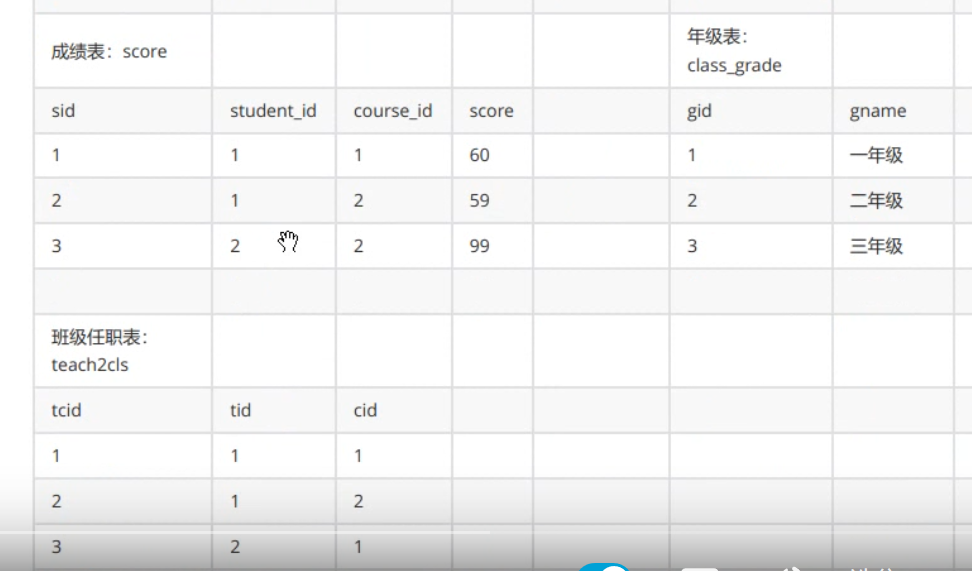 成绩表：score
年级表：
class_grade
sid student_id course_id score gid gname
1 1 1 60 1 一年级
2 1 2 59 2 二年级
3 2 2 99 3 三年级
班级任职表：
teach2cls
tcid tid cid
1 1 1
2 1 2
3 2 1